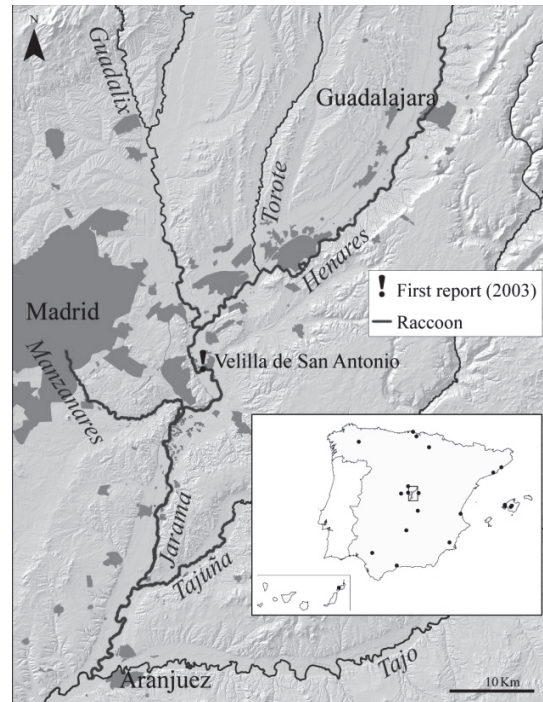 N
Guadalix
Guadalajara
Torote
Henares
! First report (2003)
Raccoon
Madrid
Velilla de San Antonio
Manzanares
Jarama
Tajuña
Tajo
Aranjuez
10 Km